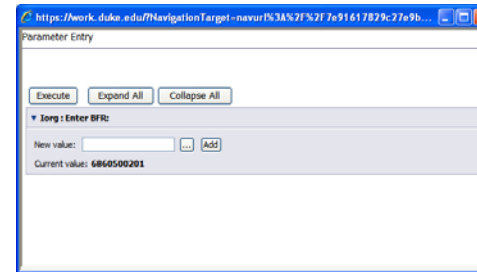 https://work.duke.edu/?NavigationTarget=navurl%3A%2F%2F7e91617829c27e9b...
Parameter Entry
Execute Expand All Collapse All
Iorg : Enter BFR:
New value: ... Add
Current value: 6860500201